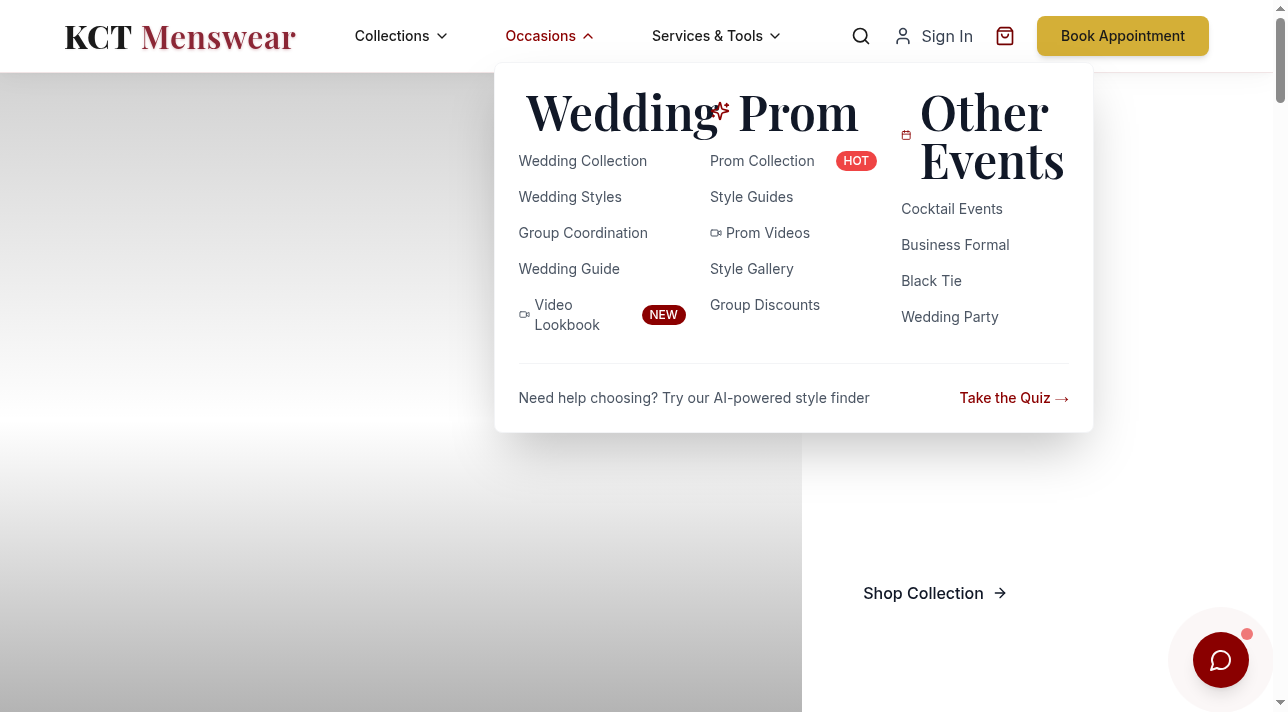 KCT Menswear
Collections
Occasions
Services & Tools
Sign In
Book Appointment
Wedding
Wedding Collection
Wedding Styles
Group Coordination
Wedding Guide
Video
Lookbook
NEW
Prom
Prom Collection
HOT
Style Guides
Prom Videos
Style Gallery
Group Discounts
Other
Events
Cocktail Events
Business Formal
Black Tie
Wedding Party
Need help choosing? Try our AI-powered style finder
Take the Quiz →
Shop Collection